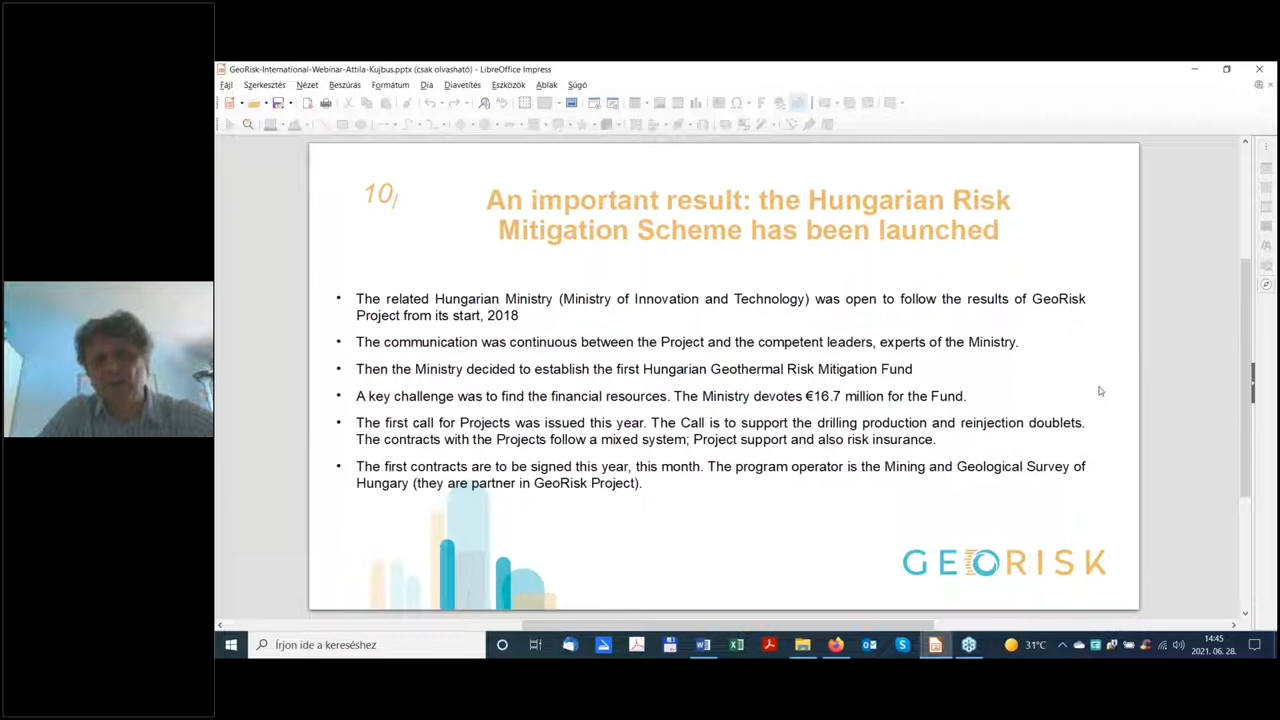 GeoRisk-International-Webinar-Attila-Kujbus.pptx (csak olvasható) - LibreOffice Impress
Fájl Szerkesztés Nézet Beszúrás Formátum Dia Diavetítés Eszközök Ablak Súgó
10/
An important result: the Hungarian Risk
Mitigation Scheme has been launched
• The related Hungarian Ministry (Ministry of Innovation and Technology) was open to follow the results of GeoRisk
Project from its start, 2018
• The communication was continuous between the Project and the competent leaders, experts of the Ministry.
• Then the Ministry decided to establish the first Hungarian Geothermal Risk Mitigation Fund
• A key challenge was to find the financial resources. The Ministry devotes €16.7 million for the Fund.
• The first call for Projects was issued this year. The Call is to support the drilling production and reinjection doublets.
The contracts with the Projects follow a mixed system; Project support and also risk insurance.
• The first contracts are to be signed this year, this month. The program operator is the Mining and Geological Survey of
Hungary (they are partner in GeoRisk Project).
GEORISK
Írjon ide a kereséshez
31°C
14:45
2021. 06. 28.